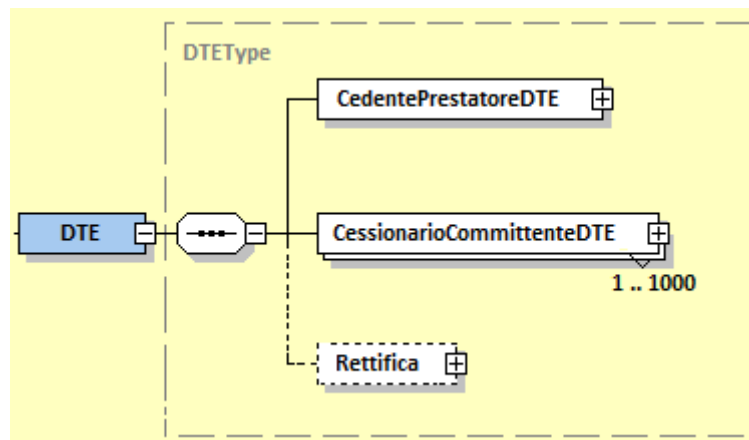 DTEType
CedentePrestatoreDTE
DTE
CessionarioCommittenteDTE
1 .. 1000
Rettifica